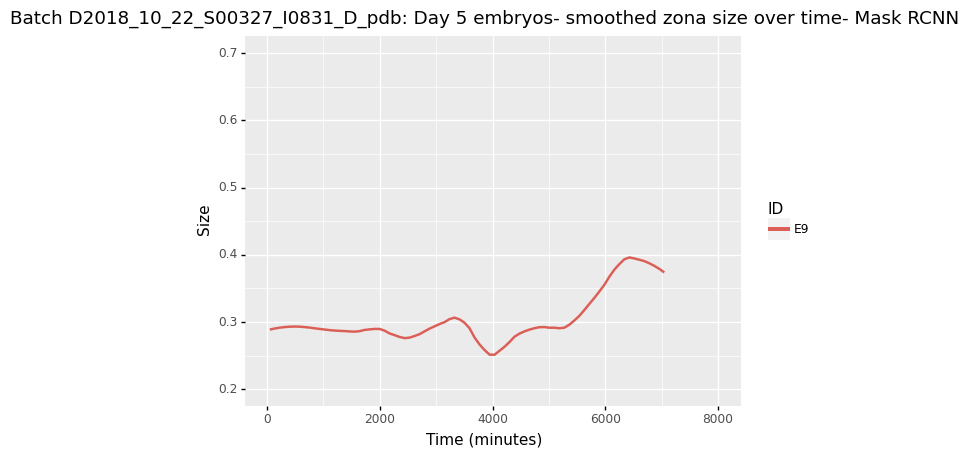 Batch D2018_10_22_S00327_I0831_D_pdb: Day 5 embryos- smoothed zona size over time- Mask RCNN
0.7
0.6
0.5
0.4
0.3
0.2
Size
0 2000 4000 6000 8000
Time (minutes)
ID
E9